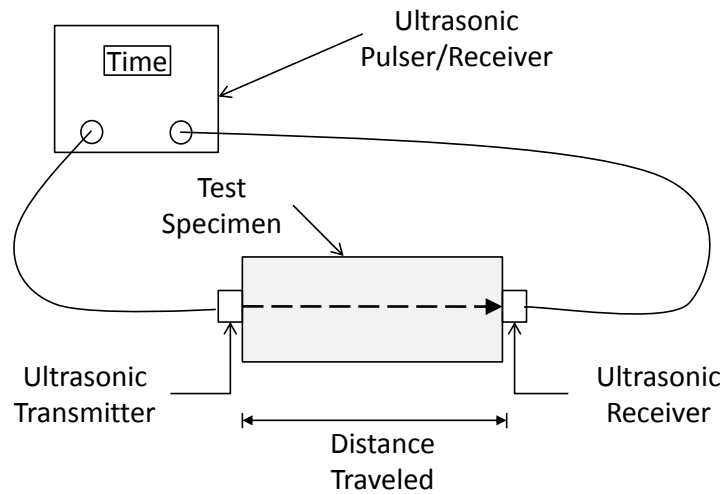 Ultrasonic
Pulser/Receiver
Time
Test
Specimen
Ultrasonic
Transmitter
Ultrasonic
Receiver
Distance
Traveled